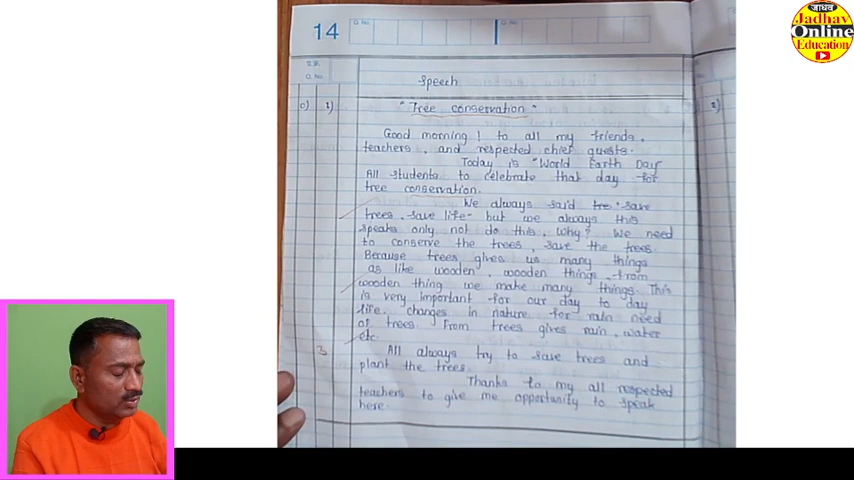 जाधव
Jadhav
Online
Education
14
Q. No.
Q. No.
प्र.क्र.
Q. No.
Speech
c) 1)
"Tree conservation"
Good morning ! to all my friends,
teachers, and respected chief guests.
Today is "World Earth Day
All students to celebrate that day for
tree conservation.
We always said tre "save
trees, save life- but we always this
speaks only not do this, why? We need
to conserve the trees, save the trees
Because trees gives us many things
as like wooden, wooden things, from
wooden thing we make many things. This
is very important for our day to day
life. changes in nature for rain need
of trees. From trees gives rain, water
etc.
3
All always try to save trees and
plant the trees.
Thanks to my all respected
teachers to give me opportunity to speak
here.
2)